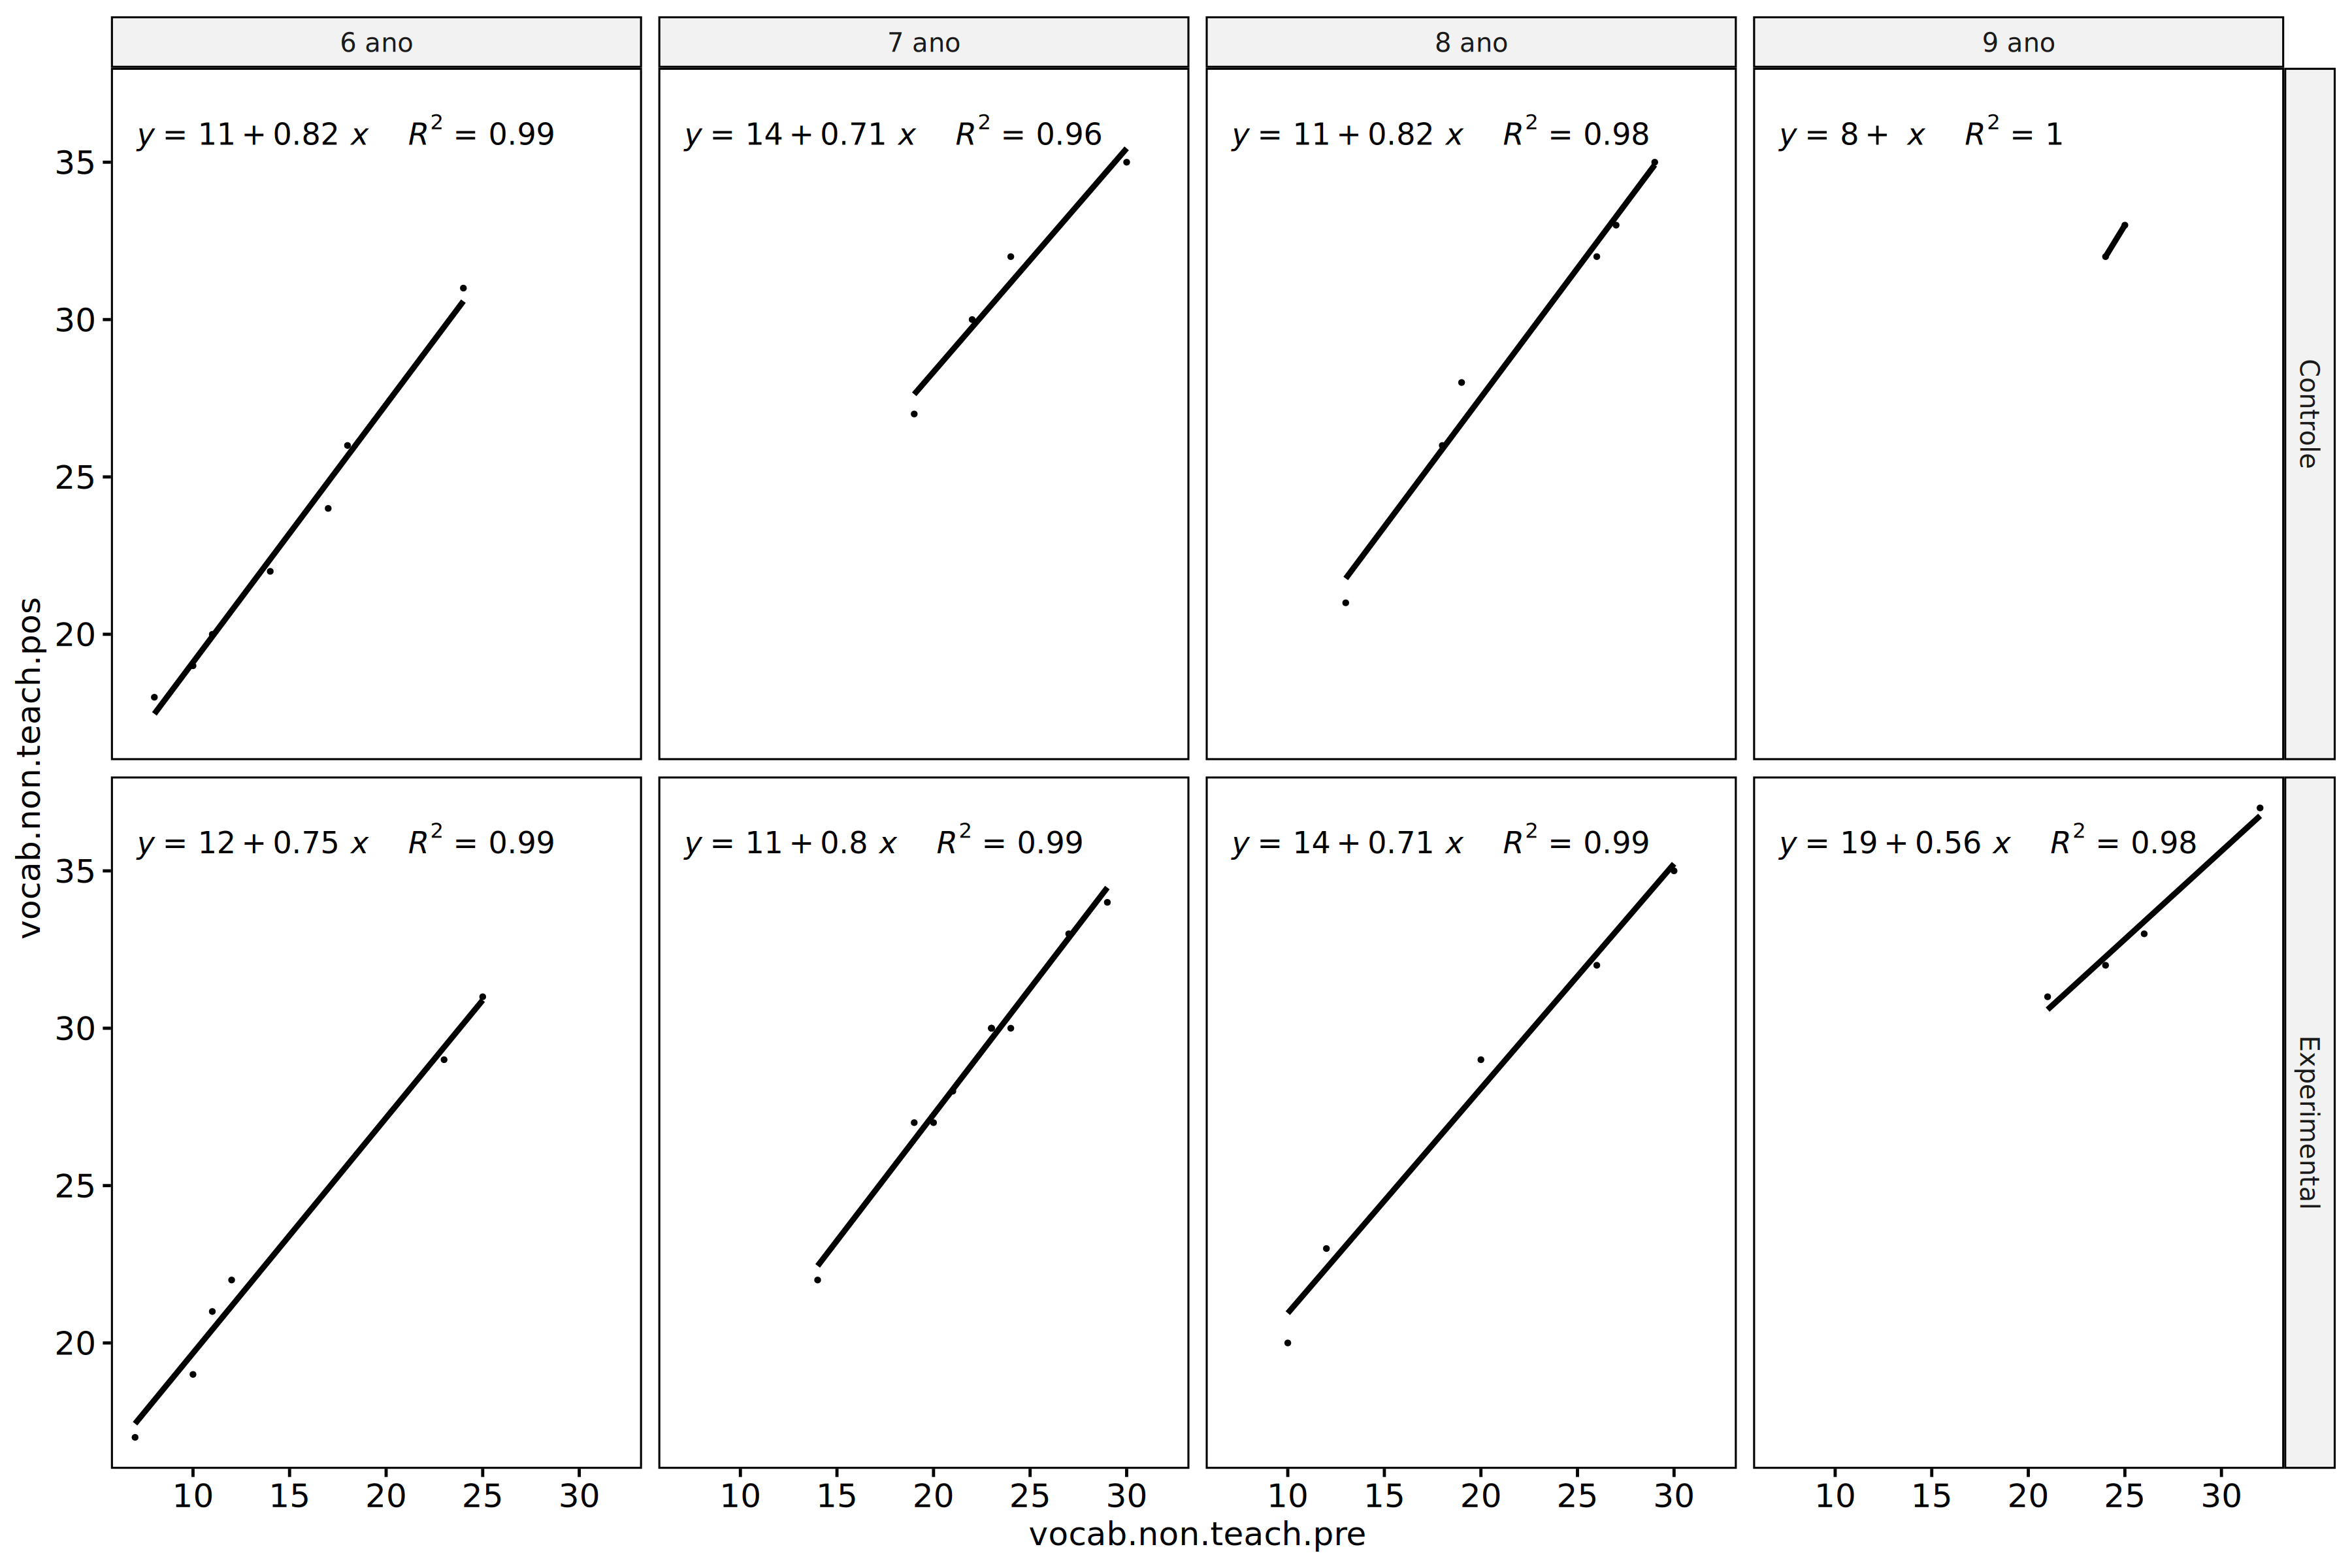 6 ano 7 ano 8 ano 9 ano
y = 11 + 0.82 x R² = 0.99
y = 14 + 0.71 x R² = 0.96
y = 11 + 0.82 x R² = 0.98
y = 8 + x R² = 1
35
30
25
20
Controle
y = 12 + 0.75 x R² = 0.99
y = 11 + 0.8 x R² = 0.99
y = 14 + 0.71 x R² = 0.99
y = 19 + 0.56 x R² = 0.98
35
30
25
20
Experimental
vocab.non.teach.pos
10 15 20 25 30 10 15 20 25 30 10 15 20 25 30 10 15 20 25 30
vocab.non.teach.pre